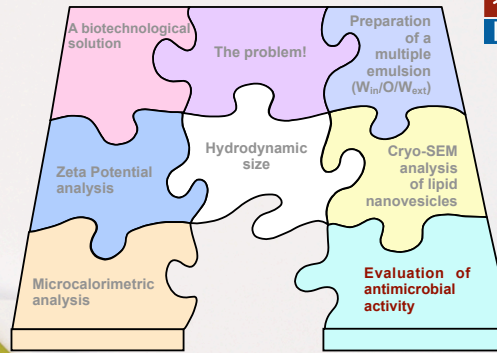 A biotechnological
solution
The problem!
Preparation
of a
multiple
emulsion
(Win/O/Wext)
Zeta Potential
analysis
Hydrodynamic
size
Cryo-SEM
analysis
of lipid
nanovesicles
Microcalorimetric
analysis
Evaluation of
antimicrobial
activity